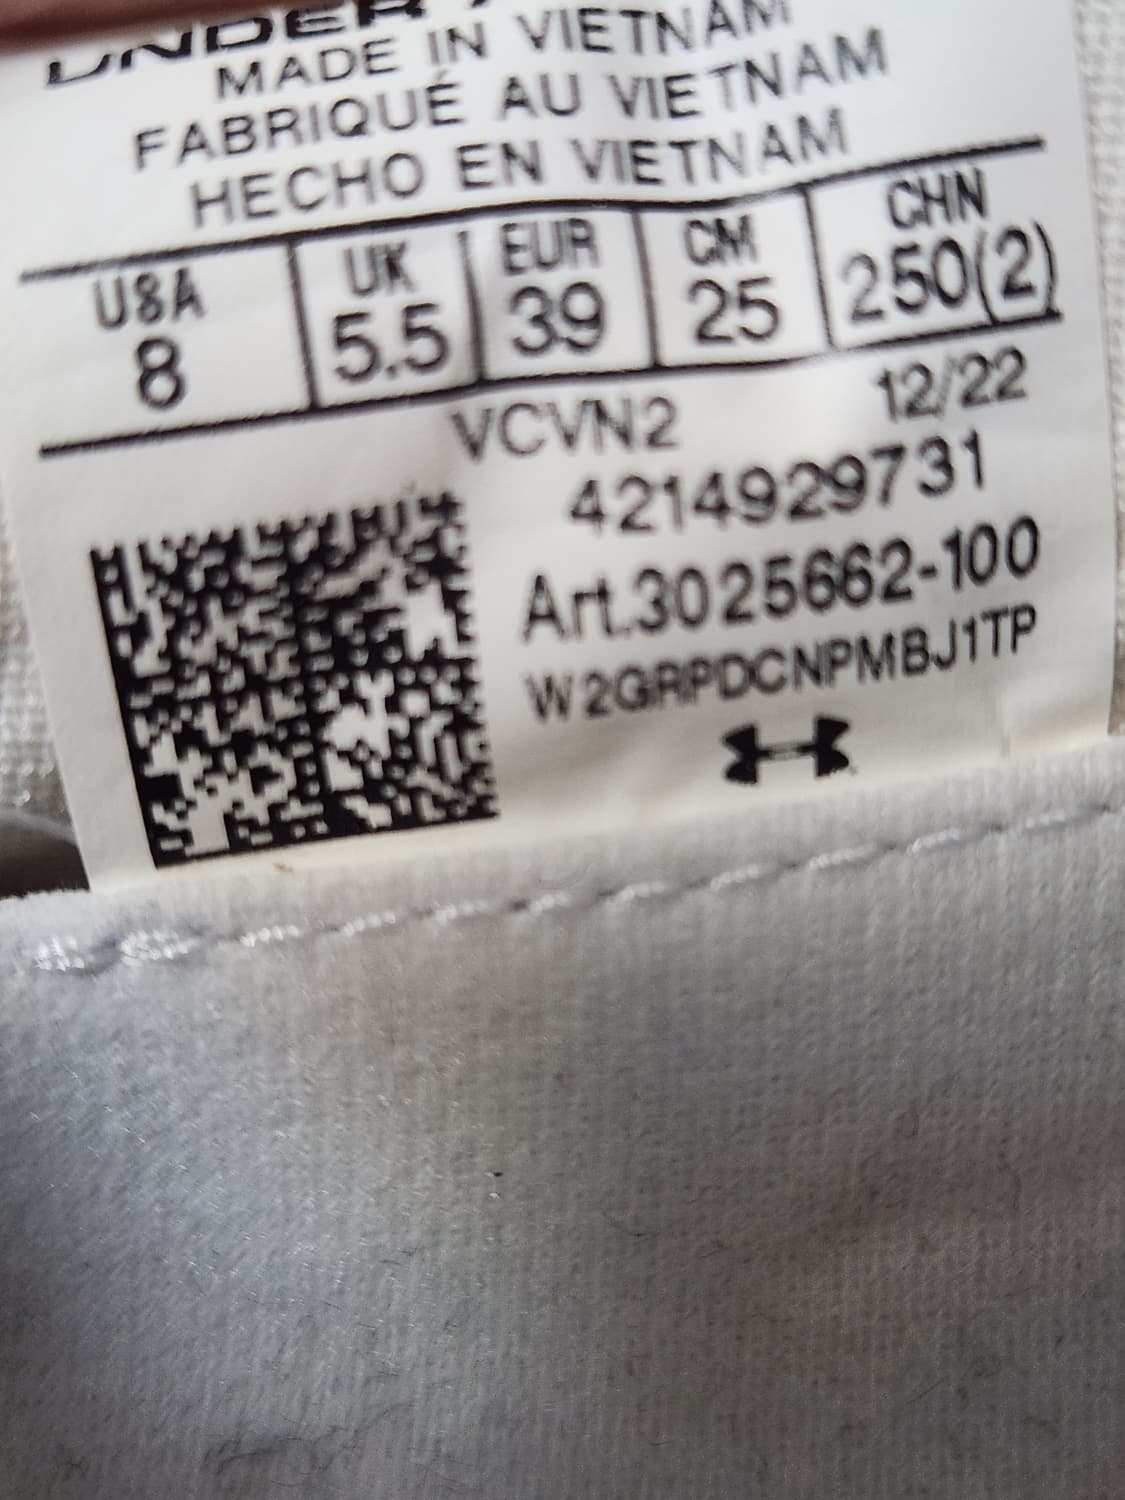 UNDER
MADE IN VIETNAM
FABRIQUÉ AU VIETNAM
HECHO EN VIETNAM
USA UK EUR CM CHN
8 5.5 39 25 250(2)
VCVN2 12/22
4214929731
Art.3025662-100
W2GRPDCNPMBJ1TP